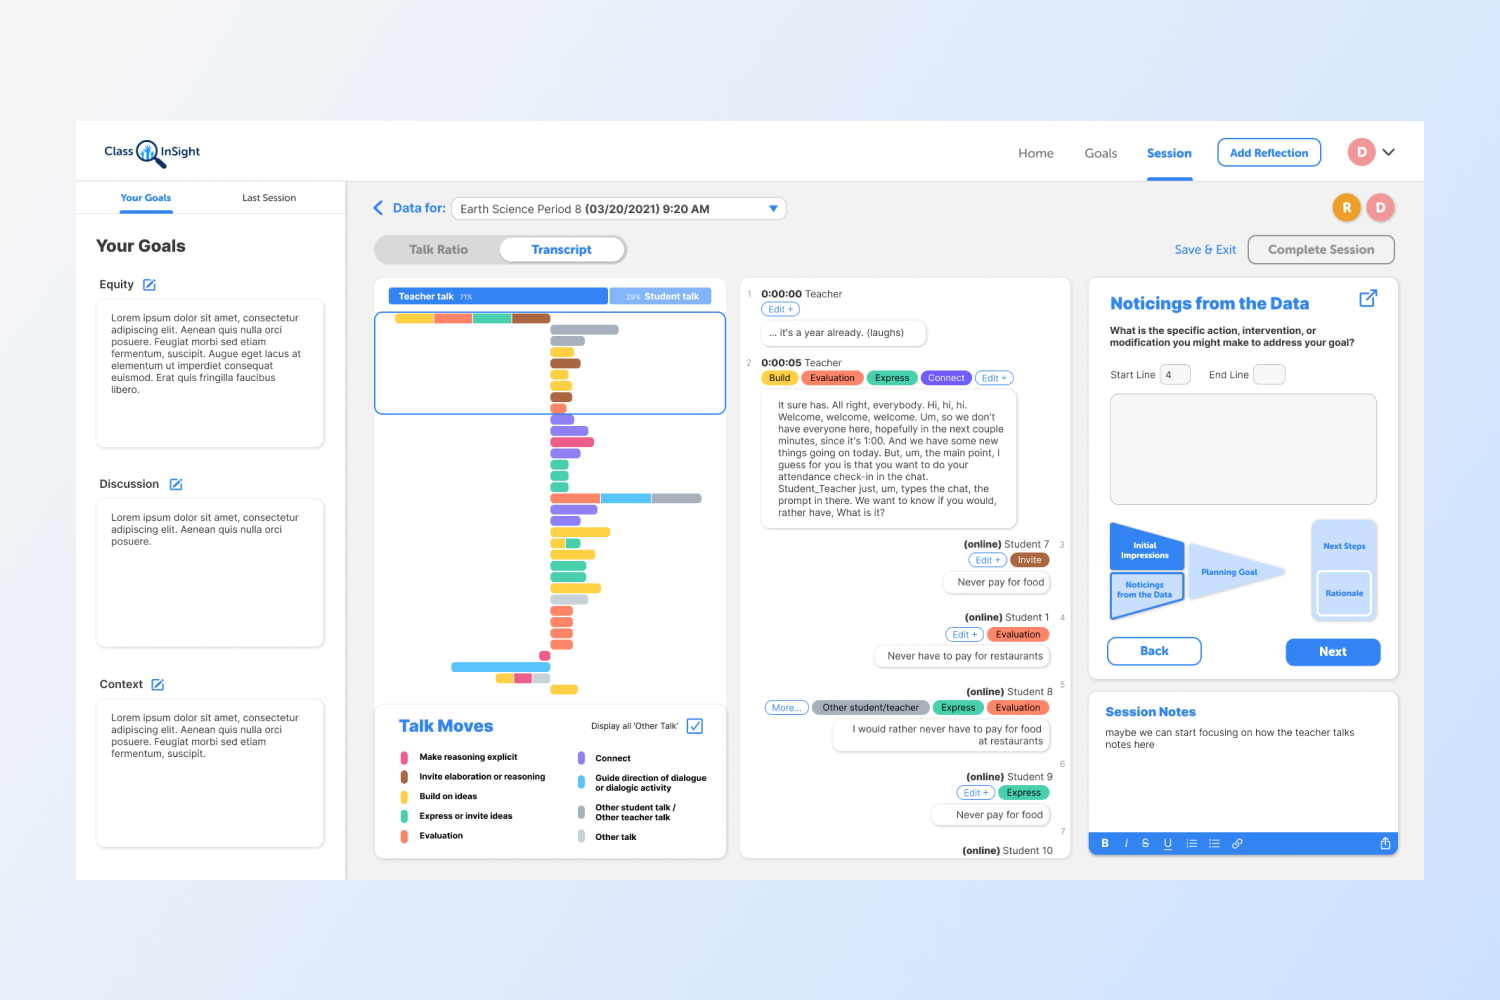 Class InSight
Home
Goals
Session
Add Reflection
D
Your Goals
Last Session
Your Goals
Equity
Lorem ipsum dolor sit amet, consectetur
adipiscing elit. Aenean quis nulla orci
posuere. Feugiat morbi sed etiam
fermentum, suscipit. Augue eget lacus at
elementum ut imperdiet consequat
euismod. Erat quis fringilla faucibus
libero.
Discussion
Lorem ipsum dolor sit amet, consectetur
adipiscing elit. Aenean quis nulla orci
posuere.
Context
Lorem ipsum dolor sit amet, consectetur
adipiscing elit. Aenean quis nulla orci
posuere. Feugiat morbi sed etiam
fermentum, suscipit.
Data for:
Earth Science Period 8 (03/20/2021) 9:20 AM
R
D
Talk Ratio
Transcript
Save & Exit
Complete Session
Teacher talk 71%
29% Student talk
Talk Moves
Display all 'Other Talk'
Make reasoning explicit
Invite elaboration or reasoning
Build on ideas
Express or invite ideas
Evaluation
Connect
Guide direction of dialogue
or dialogic activity
Other student talk /
Other teacher talk
Other talk
1 0:00:00 Teacher
Edit +
... it's a year already. (laughs)
2 0:00:05 Teacher
Build Evaluation Express Connect Edit +
It sure has. All right, everybody. Hi, hi, hi.
Welcome, welcome, welcome. Um, so we don't
have everyone here, hopefully in the next couple
minutes, since it's 1:00. And we have some new
things going on today. But, um, the main point, I
guess for you is that you want to do your
attendance check-in in the chat.
Student_Teacher just, um, types the chat, the
prompt in there. We want to know if you would,
rather have, What is it?
(online) Student 7 3
Edit + Invite
Never pay for food
(online) Student 1 4
Edit + Evaluation
Never have to pay for restaurants
(online) Student 8 5
More... Other student/teacher Express Evaluation
I would rather never have to pay for food
at restaurants
6
(online) Student 9
Edit + Express
Never pay for food
7
(online) Student 10
Noticings from the Data
What is the specific action, intervention, or
modification you might make to address your goal?
Start Line 4 End Line
Initial
Impressions
Noticings
from the Data
Planning Goal
Next Steps
Rationale
Back
Next
Session Notes
maybe we can start focusing on how the teacher talks
notes here
B I S U